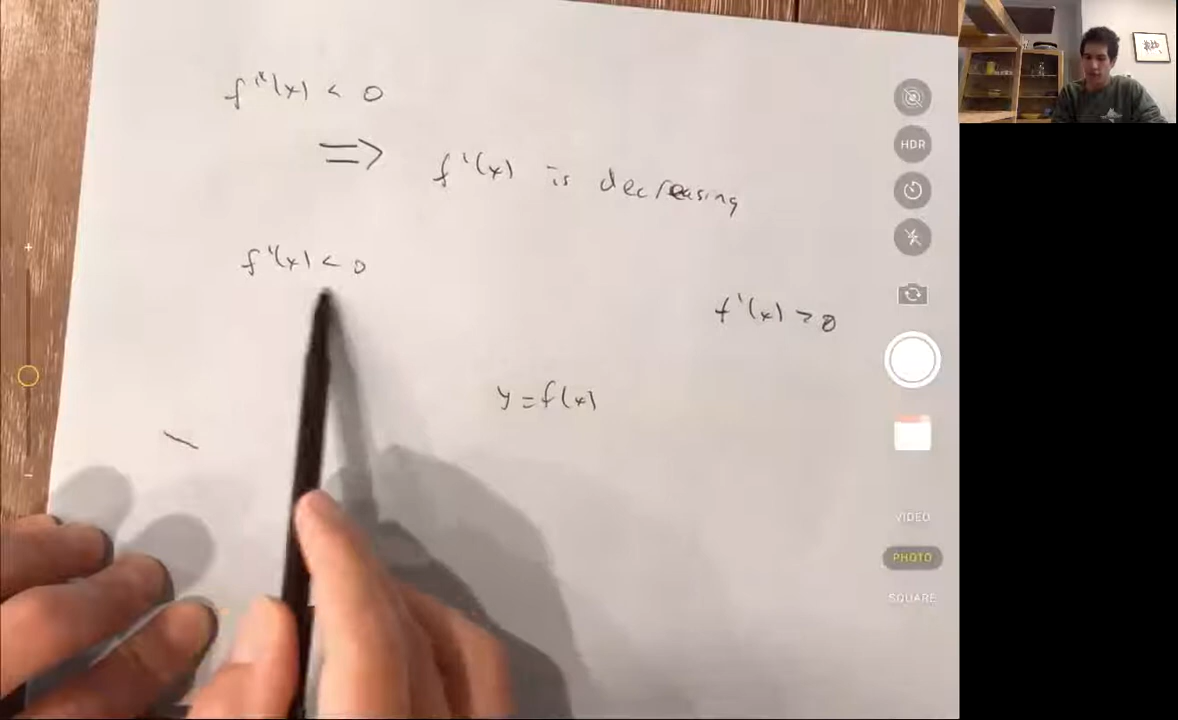 f''(x) < 0
⇒ f'(x) is decreasing
f'(x) < 0
f'(x) > 0
y = f(x)
HDR
VIDEO
PHOTO
SQUARE